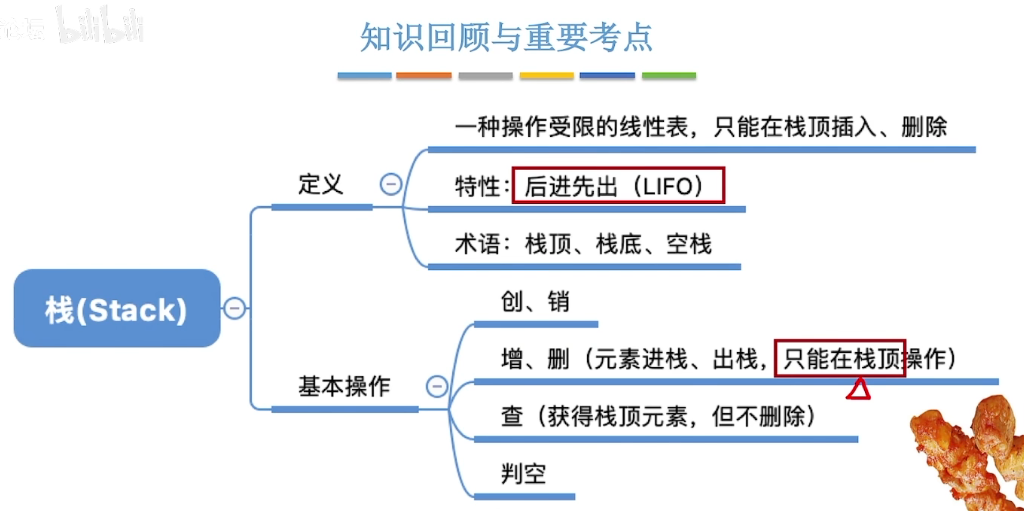 bilibili
知识回顾与重要考点
一种操作受限的线性表，只能在栈顶插入、删除
定义
特性：后进先出（LIFO）
术语：栈顶、栈底、空栈
栈(Stack)
创、销
增、删（元素进栈、出栈，只能在栈顶操作）
基本操作
查（获得栈顶元素，但不删除）
判空